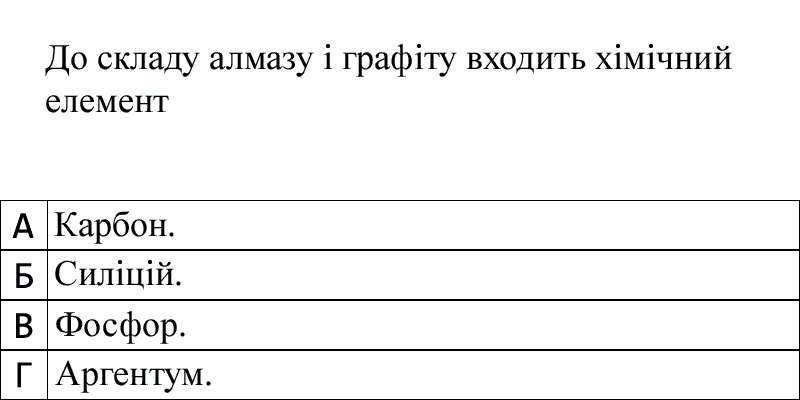 До складу алмазу і графіту входить хімічний
елемент
А Карбон.
Б Силіцій.
В Фосфор.
Г Аргентум.